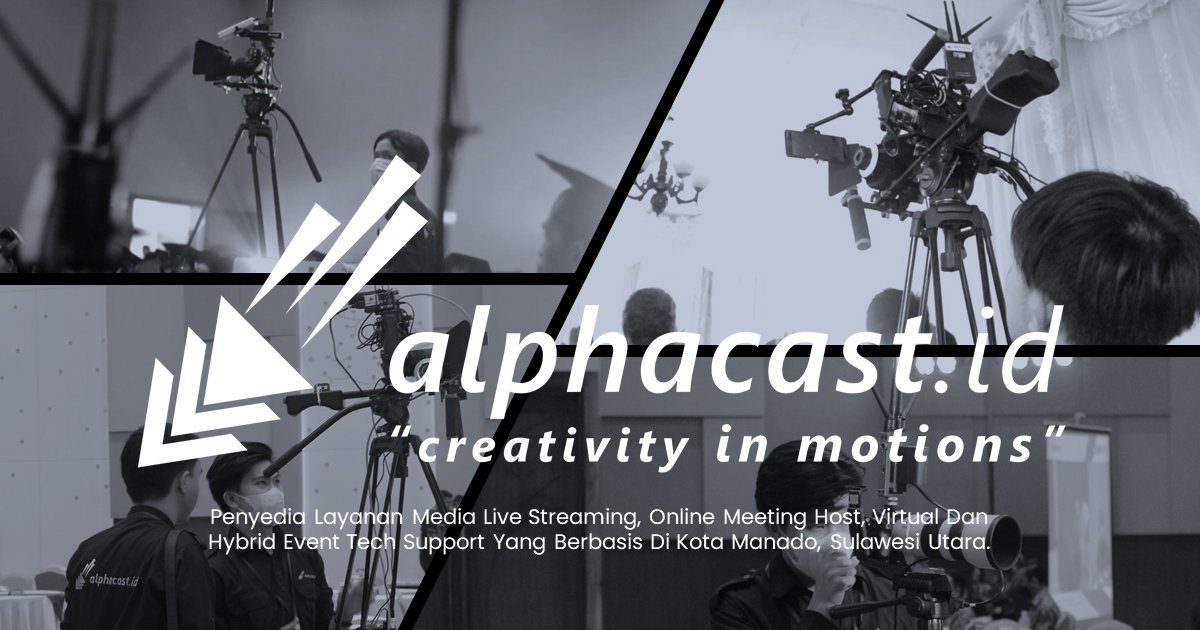 alphacast.id
“creativity in motions”
Penyedia Layanan Media Live Streaming, Online Meeting Host, Virtual Dan
Hybrid Event Tech Support Yang Berbasis Di Kota Manado, Sulawesi Utara.
alphacast.id